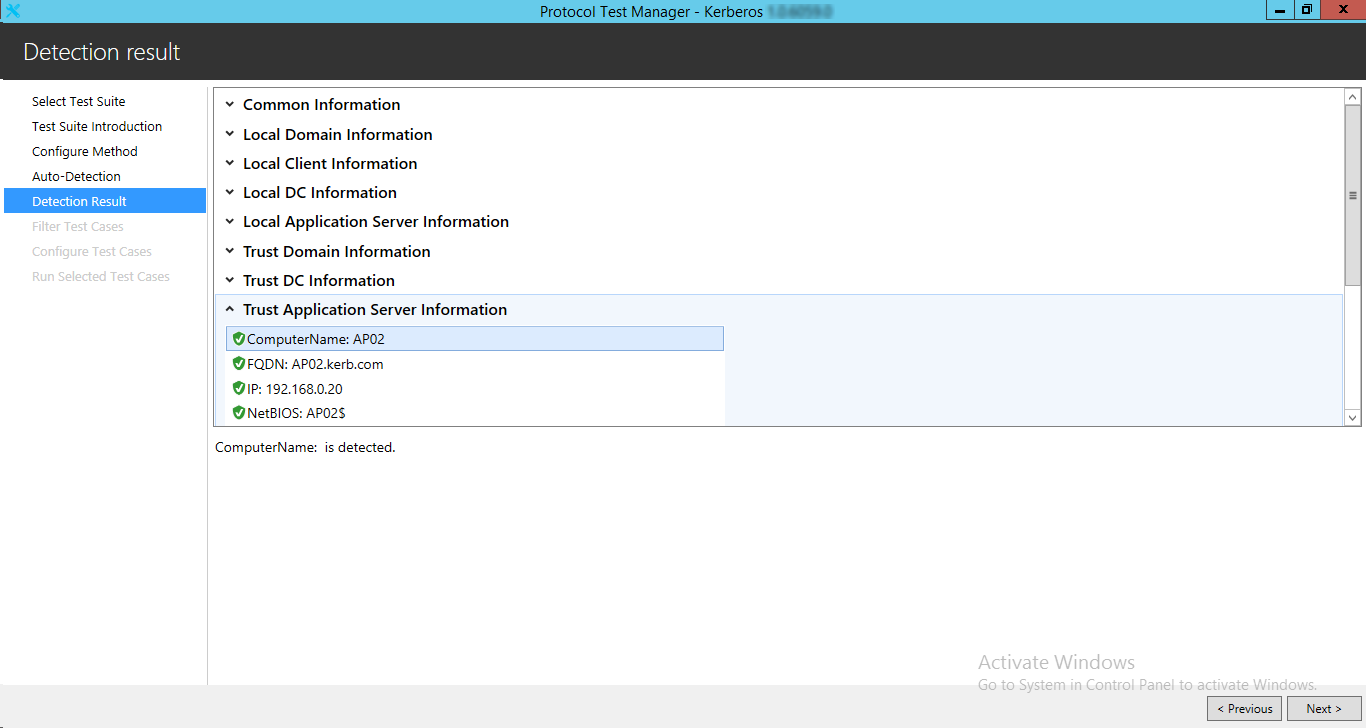 Protocol Test Manager - Kerberos
Detection result
Select Test Suite
Test Suite Introduction
Configure Method
Auto-Detection
Detection Result
Filter Test Cases
Configure Test Cases
Run Selected Test Cases
Common Information
Local Domain Information
Local Client Information
Local DC Information
Local Application Server Information
Trust Domain Information
Trust DC Information
Trust Application Server Information
ComputerName: AP02
FQDN: AP02.kerb.com
IP: 192.168.0.20
NetBIOS: AP02$
ComputerName:  is detected.
Activate Windows
Go to System in Control Panel to activate Windows.
< Previous
Next >